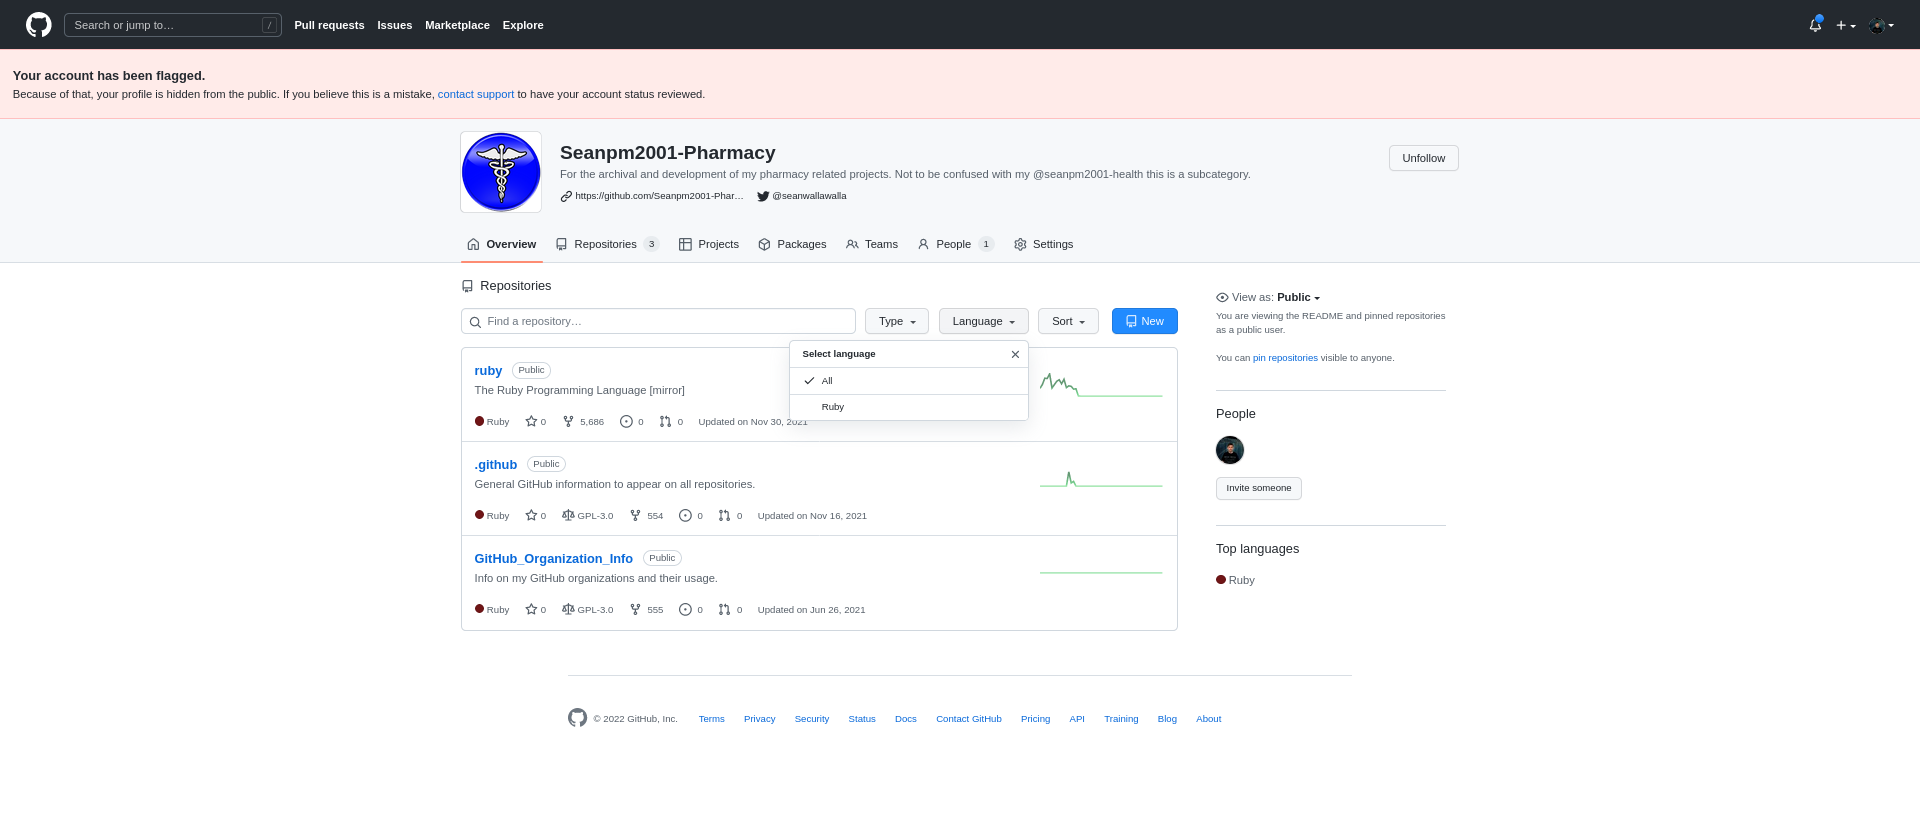 Search or jump to… / Pull requests Issues Marketplace Explore
Your account has been flagged.
Because of that, your profile is hidden from the public. If you believe this is a mistake, contact support to have your account status reviewed.
Seanpm2001-Pharmacy
For the archival and development of my pharmacy related projects. Not to be confused with my @seanpm2001-health this is a subcategory.
https://github.com/Seanpm2001-Phar… @seanwallawalla
Unfollow
Overview Repositories 3 Projects Packages Teams People 1 Settings
Repositories
Find a repository… Type Language Sort New
Select language
All
Ruby
ruby Public
The Ruby Programming Language [mirror]
Ruby 0 5,686 0 0 Updated on Nov 30, 2021
.github Public
General GitHub information to appear on all repositories.
Ruby 0 GPL-3.0 554 0 0 Updated on Nov 16, 2021
GitHub_Organization_Info Public
Info on my GitHub organizations and their usage.
Ruby 0 GPL-3.0 555 0 0 Updated on Jun 26, 2021
View as: Public
You are viewing the README and pinned repositories
as a public user.
You can pin repositories visible to anyone.
People
Invite someone
Top languages
Ruby
© 2022 GitHub, Inc. Terms Privacy Security Status Docs Contact GitHub Pricing API Training Blog About